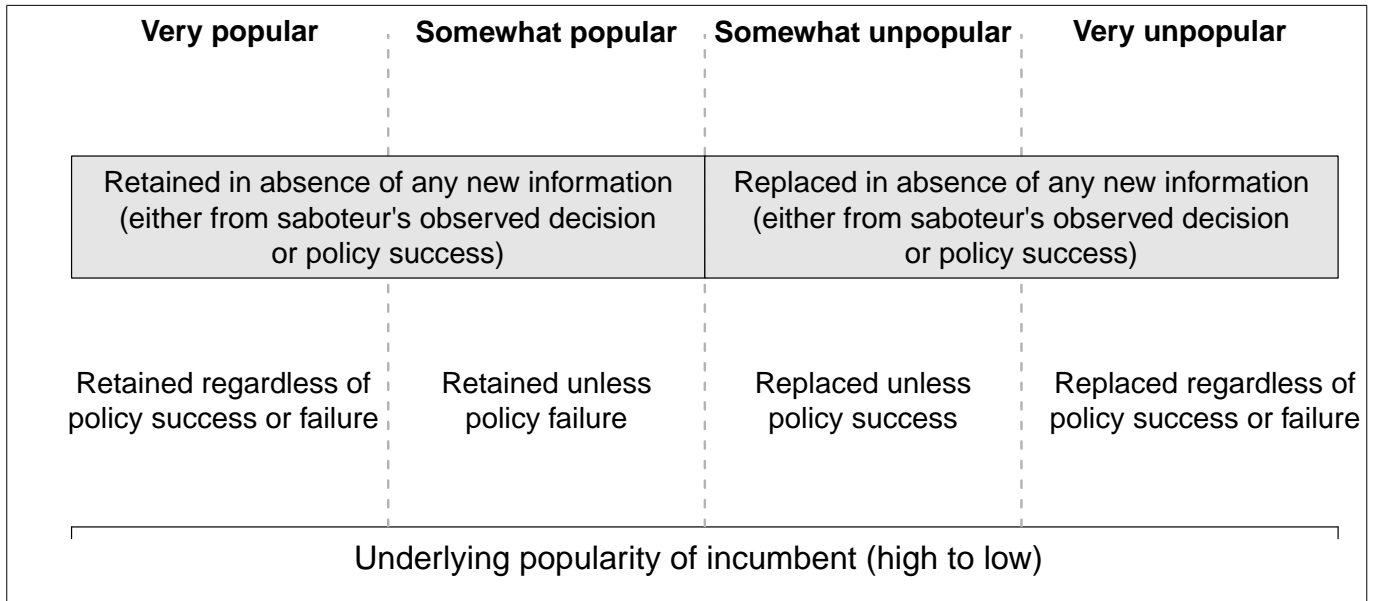 Very popular
Somewhat popular
Somewhat unpopular
Very unpopular
Retained in absence of any new information
(either from saboteur's observed decision
or policy success)
Replaced in absence of any new information
(either from saboteur's observed decision
or policy success)
Retained regardless of
policy success or failure
Retained unless
policy failure
Replaced unless
policy success
Replaced regardless of
policy success or failure
Underlying popularity of incumbent (high to low)